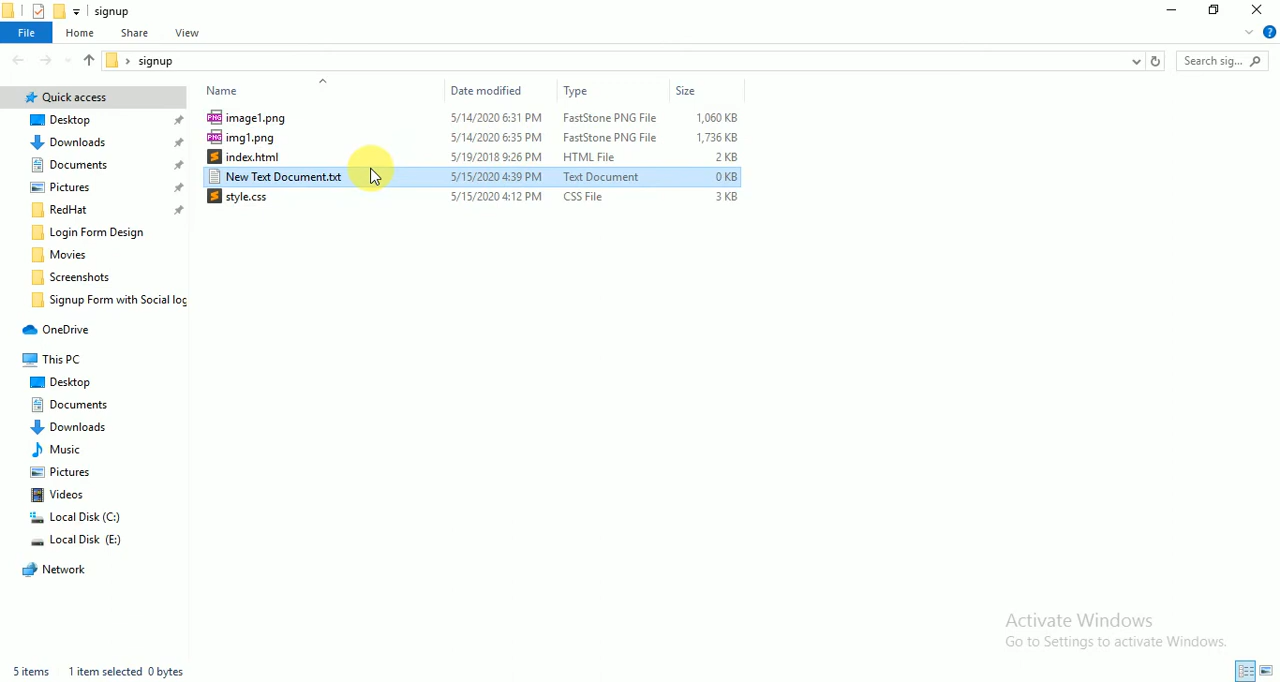 signup
File Home Share View
signup Search sig...
Quick access
Desktop
Downloads
Documents
Pictures
RedHat
Login Form Design
Movies
Screenshots
Signup Form with Social log
OneDrive
This PC
Desktop
Documents
Downloads
Music
Pictures
Videos
Local Disk (C:)
Local Disk (E:)
Network
Name Date modified Type Size
image1.png 5/14/2020 6:31 PM FastStone PNG File 1,060 KB
img1.png 5/14/2020 6:35 PM FastStone PNG File 1,736 KB
index.html 5/19/2018 9:26 PM HTML File 2 KB
New Text Document.txt 5/15/2020 4:39 PM Text Document 0 KB
style.css 5/15/2020 4:12 PM CSS File 3 KB
Activate Windows
Go to Settings to activate Windows.
5 items 1 item selected 0 bytes